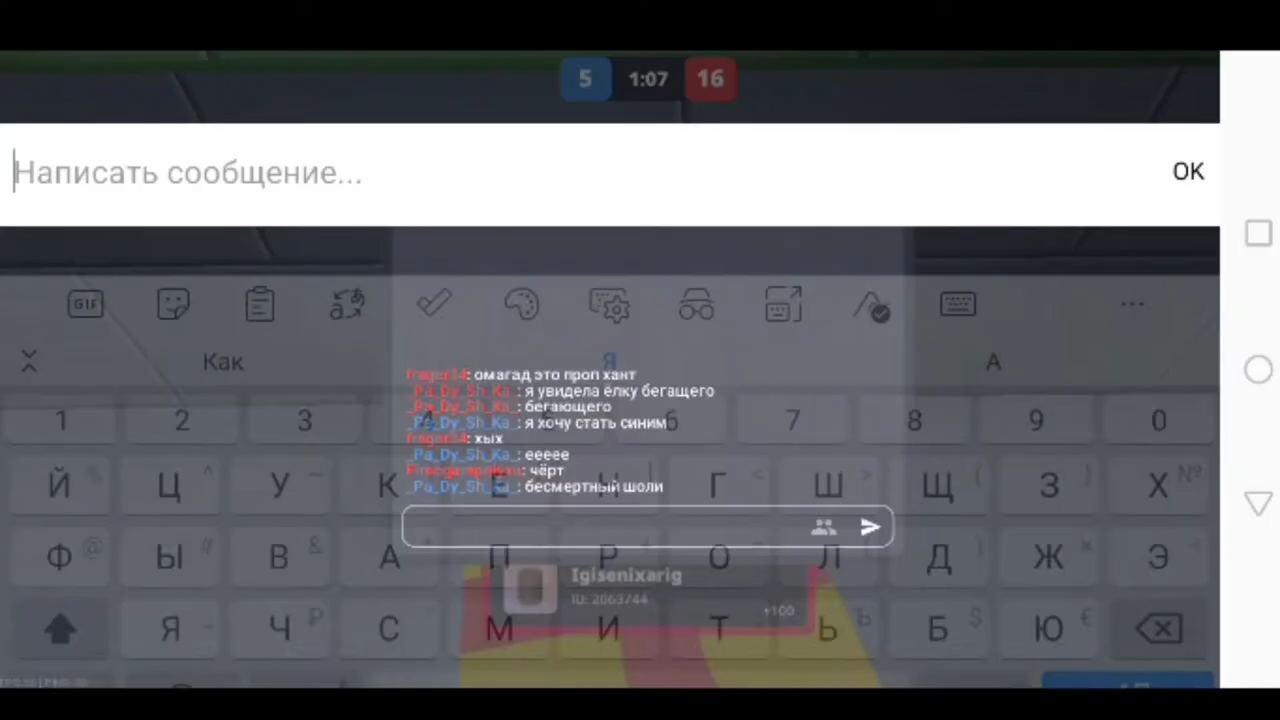 5 1:07 16
Написать сообщение... OK
GIF
Как Я А
: омагад это проп хант
_Pa_Dy_Sh_Ka_: я увидела ёлку бегащего
_Pa_Dy_Sh_Ka_: бегающего
_Pa_Dy_Sh_Ka_: я хочу стать синим
: хых
_Pa_Dy_Sh_Ka_: еееее
: чёрт
_Pa_Dy_Sh_Ka_: бесмертный шоли
1 2 3 4 5 6 7 8 9 0
Й Ц У К Е Н Г Ш Щ З Х
Ф Ы В А П Р О Л Д Ж Э
Igisenixarig
ID: 2063744
+100
Я Ч С М И Т Ь Б Ю